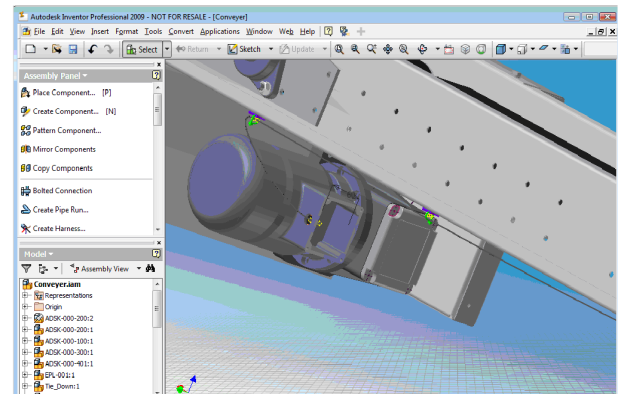 Autodesk Inventor Professional 2009 - NOT FOR RESALE - [Conveyer]
File Edit View Insert Format Tools Convert Applications Window Web Help
Select Return Sketch Update
Assembly Panel
Place Component... [P]
Create Component... [N]
Pattern Component...
Mirror Components
Copy Components
Bolted Connection
Create Pipe Run...
Create Harness...
Model
Assembly View
Conveyer.iam
Representations
Origin
ADSK-000-200:2
ADSK-000-200:1
ADSK-000-100:1
ADSK-000-300:1
ADSK-000-401:1
EPL-001:1
Tie_Down:1